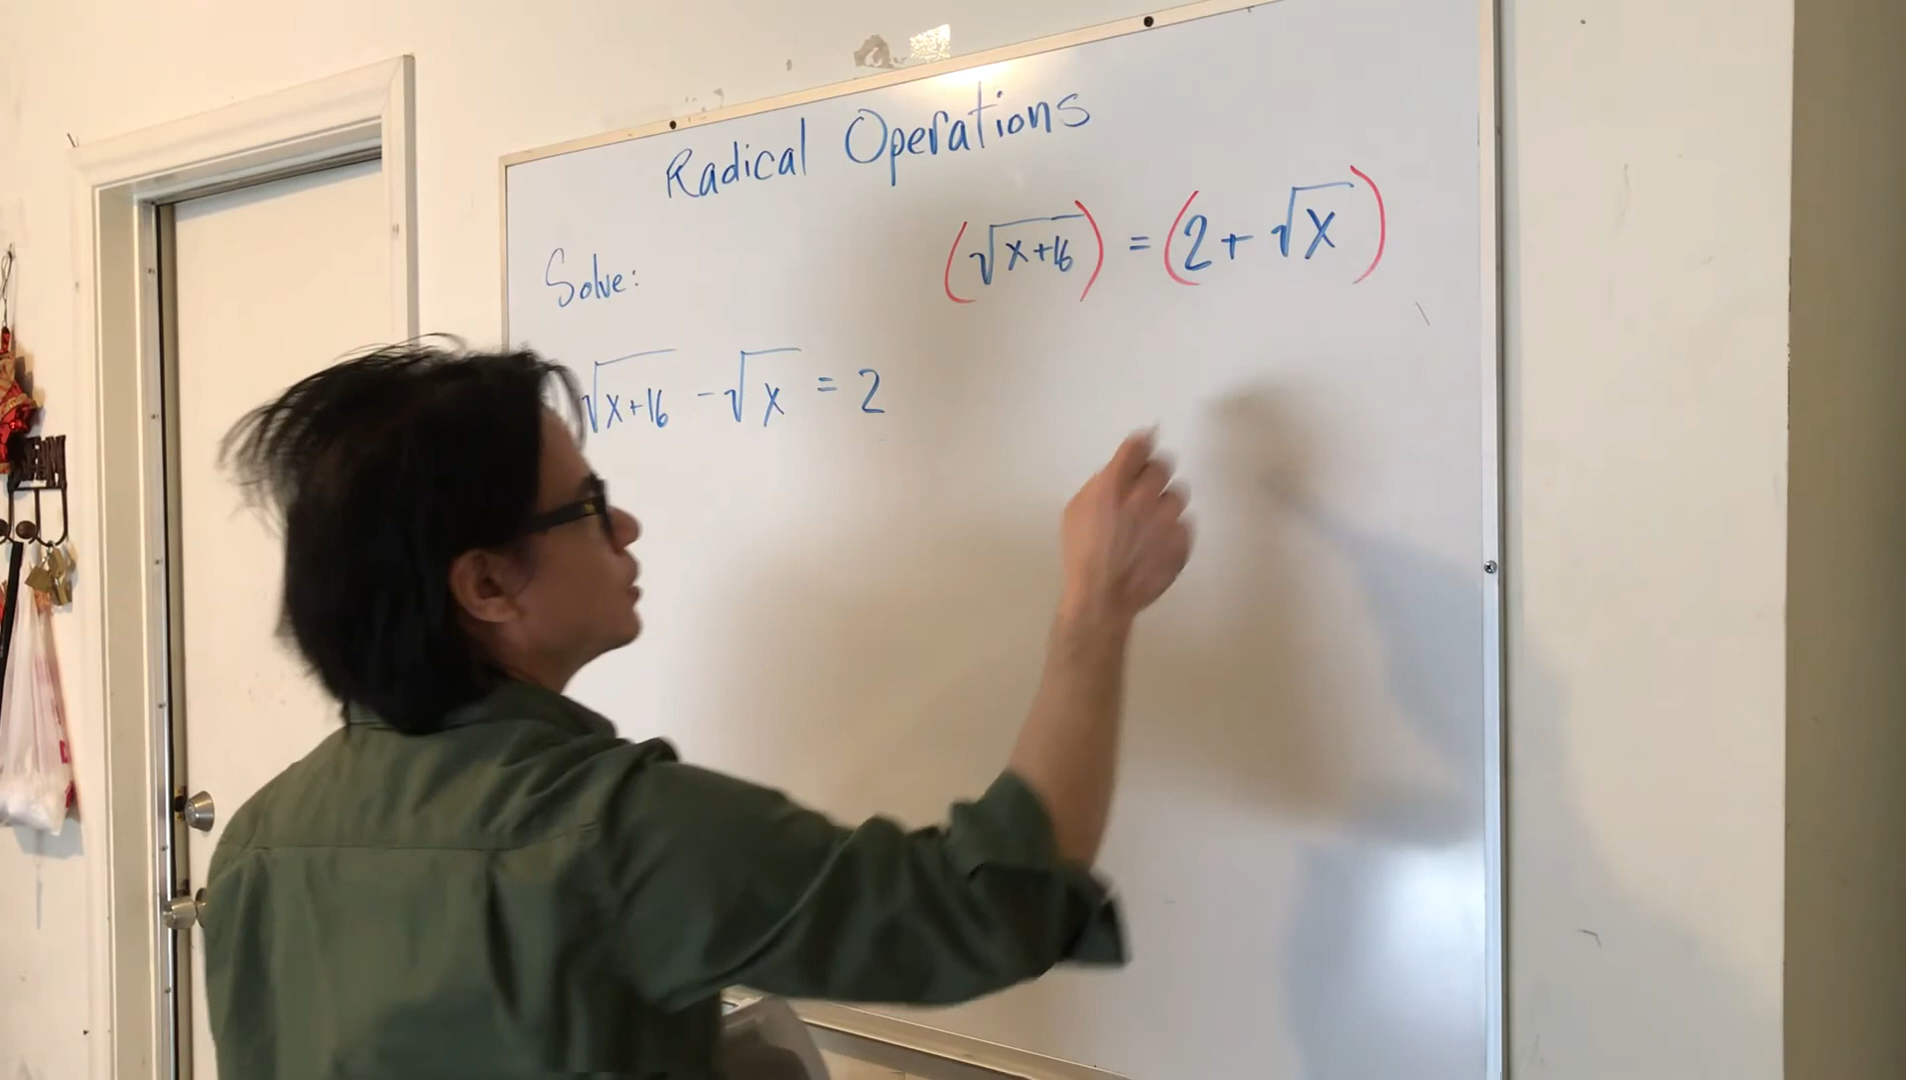 Radical Operations
Solve:
√(x+16) - √x = 2
(√(x+16)) = (2 + √x)